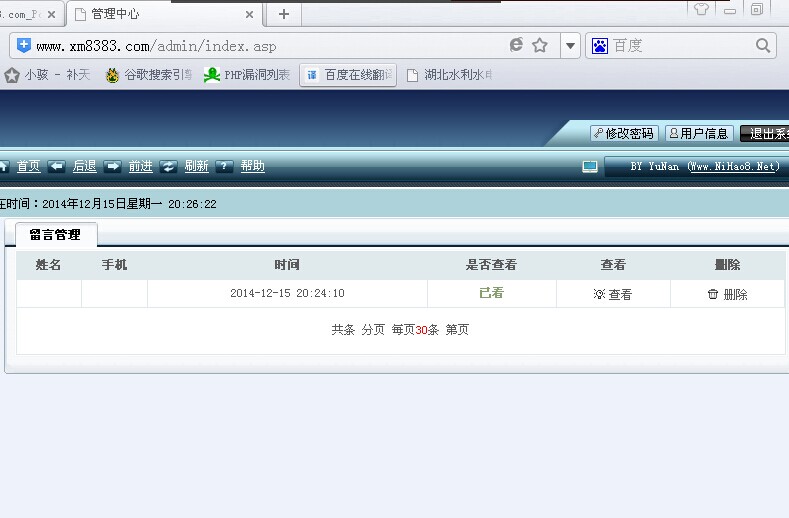 管理中心
www.xm8383.com/admin/index.asp
百度
小骇 - 补天
谷歌搜索引擎
PHP漏洞列表
百度在线翻译
湖北水利水电
修改密码 用户信息 退出系统
首页 后退 前进 刷新 帮助
BY YuNan (Www.NiHao8.Net)
在时间：2014年12月15日星期一 20:26:22
留言管理
姓名 手机 时间 是否查看 查看 删除
2014-12-15 20:24:10 已看 查看 删除
共条 分页 每页30条 第页